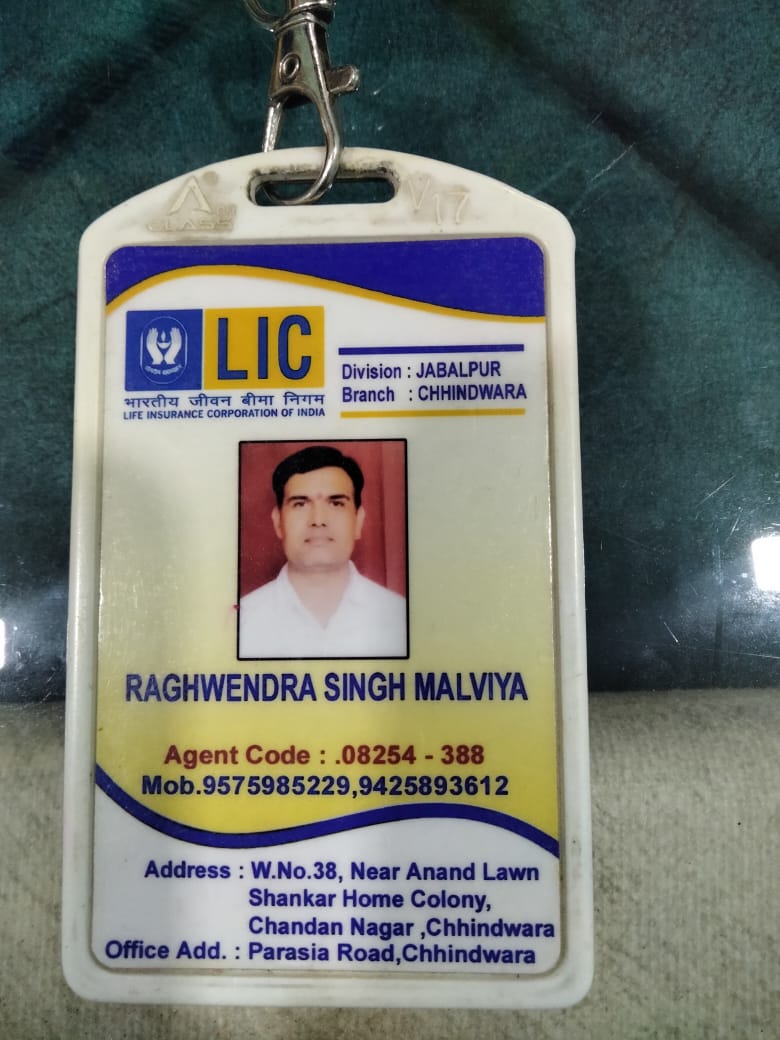 A
CLASS
V17
LIC
भारतीय जीवन बीमा निगम
LIFE INSURANCE CORPORATION OF INDIA
Division : JABALPUR
Branch : CHHINDWARA
RAGHWENDRA SINGH MALVIYA
Agent Code : .08254 - 388
Mob.9575985229,9425893612
Address : W.No.38, Near Anand Lawn
Shankar Home Colony,
Chandan Nagar ,Chhindwara
Office Add. : Parasia Road,Chhindwara